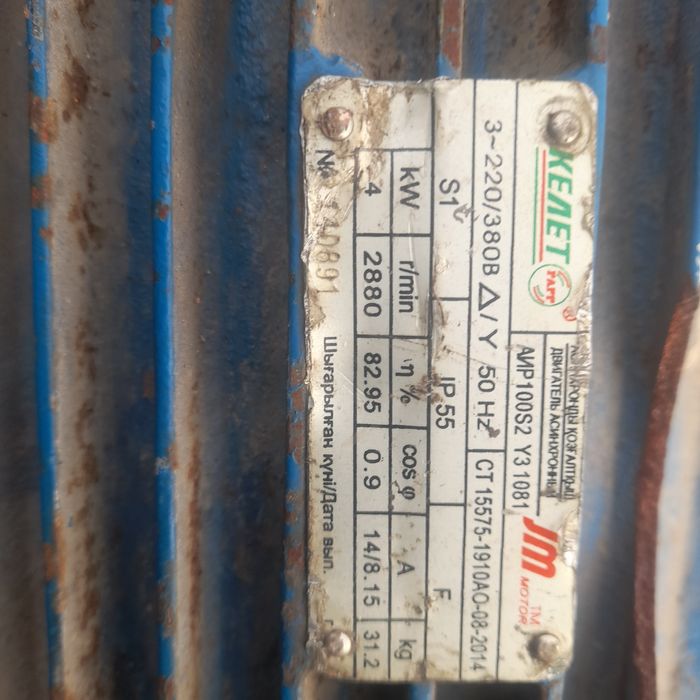 КЕЛЕТ ГАРТ ®
ҚОЗҒАЛТҚЫШ
ДВИГАТЕЛЬ АСИНХРОННЫЙ
JM TM
MOTOR
АИР100S2 У3 1081
3~220/380В △/Y 50 Hz СТ 15575-1910АО-08-2014
S1 IP 55 F
kW r/min η % cos φ A kg
4 2880 82.95 0.9 14/8.15 31.2
Шығарылған күні/Дата вып.